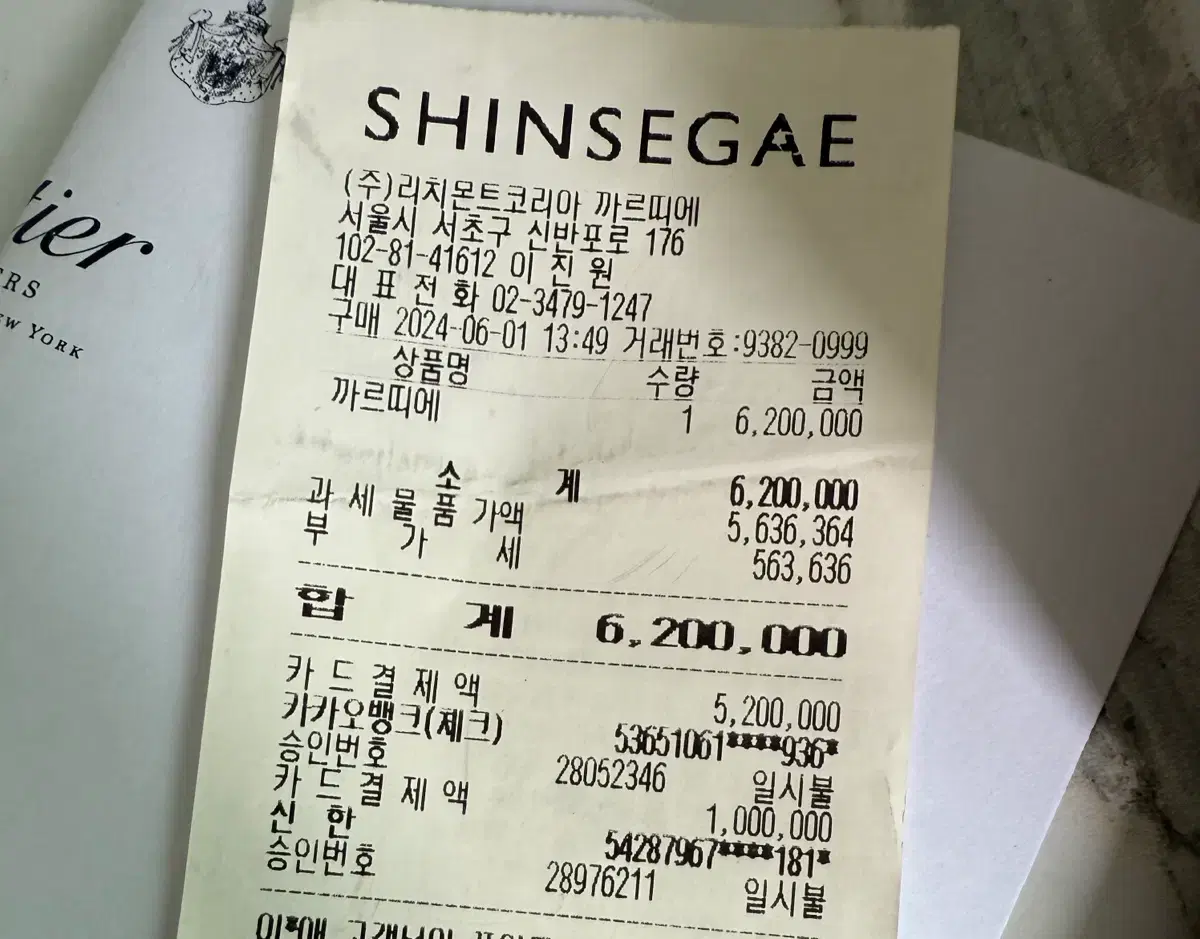 tier
ERS
EW YORK
SHINSEGAE
(주)리치몬트코리아 까르띠에
서울시 서초구 신반포로 176
102-81-41612 이 진 원
대 표 전 화 02-3479-1247
구매 2024-06-01 13:49 거래번호:9382-0999
상품명 수량 금액
까르띠에 1 6,200,000
소 계 6,200,000
과 세 물 품 가액 5,636,364
부 가 세 563,636
합 계 6,200,000
카 드 결 제 액 5,200,000
카카오뱅크(체크) 53651061****936*
승인번호 28052346 일시불
카 드 결 제 액 1,000,000
신 한 54287967****181*
승인번호 28976211 일시불